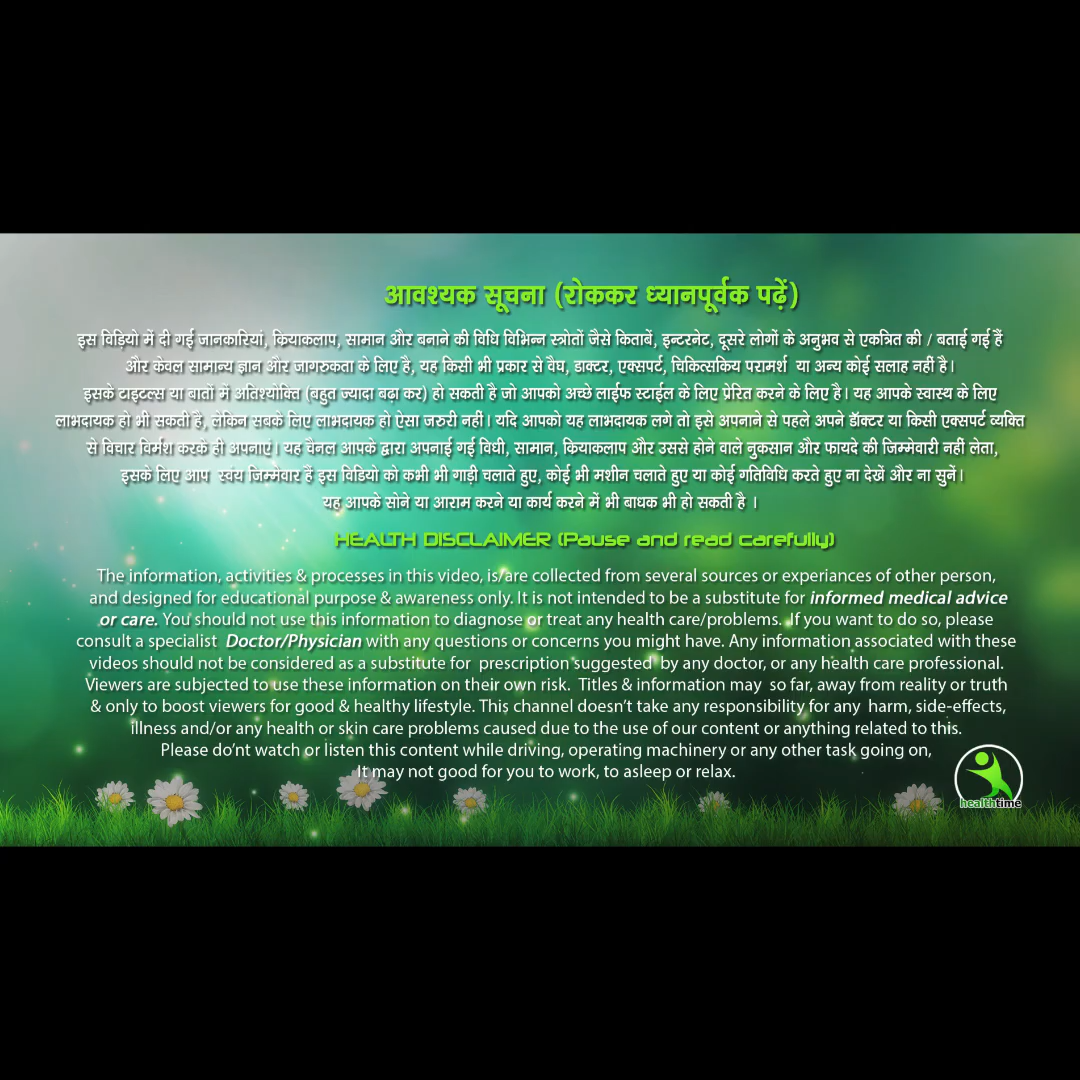 आवश्यक सूचना (रोककर ध्यानपूर्वक पढ़ें)
इस विड़ियो में दी गई जानकारियां, कियाकलाप, सामान और बनाने की विधि विभिन्न स्त्रोतों जैसे किताबें, इन्टरनेट, दूसरे लोगों के अनुभव से एकत्रित की / बताई गई हैं
और केवल सामान्य ज्ञान और जागरुकता के लिए है, यह किसी भी प्रकार से वैघ, डाक्टर, एक्सपर्ट, चिकित्सकिय परामर्श या अन्य कोई सलाह नहीं है।
इसके टाइटल्स या बातों में अतिश्योक्ति (बहुत ज्यादा बढ़ा कर) हो सकती है जो आपको अच्छे लाईफ स्टाईल के लिए प्रेरित करने के लिए है। यह आपके स्वास्य के लिए
लाभदायक हो भी सकती है, लेकिन सबके लिए लाभदायक हो ऐसा जरुरी नहीं। यदि आपको यह लाभदायक लगे तो इसे अपनाने से पहले अपने डॅाक्टर या किसी एक्सपर्ट व्यक्ति
से विचार विर्मश करके ही अपनाएं। यह चैनल आपके द्वारा अपनाई गई विधी, सामान, कियाकलाप और उससे होने वाले नुकसान और फायदे की जिम्मेवारी नहीं लेता,
इसके लिए आप स्वंय जिम्मेवार हैं इस विडियो को कभी भी गाड़ी चलाते हुए, कोई भी मशीन चलाते हुए या कोई गतिविधि करते हुए ना देखें और ना सुनें।
यह आपके सोने या आराम करने या कार्य करने में भी बाधक भी हो सकती है ।
HEALTH DISCLAIMER (Pause and read carefully)
The information, activities & processes in this video, is/are collected from several sources or experiances of other person,
and designed for educational purpose & awareness only. It is not intended to be a substitute for informed medical advice
or care. You should not use this information to diagnose or treat any health care/problems. If you want to do so, please
consult a specialist Doctor/Physician with any questions or concerns you might have. Any information associated with these
videos should not be considered as a substitute for prescription suggested by any doctor, or any health care professional.
Viewers are subjected to use these information on their own risk. Titles & information may so far, away from reality or truth
& only to boost viewers for good & healthy lifestyle. This channel doesn't take any responsibility for any harm, side-effects,
illness and/or any health or skin care problems caused due to the use of our content or anything related to this.
Please do'nt watch or listen this content while driving, operating machinery or any other task going on,
It may not good for you to work, to asleep or relax.
healthtime